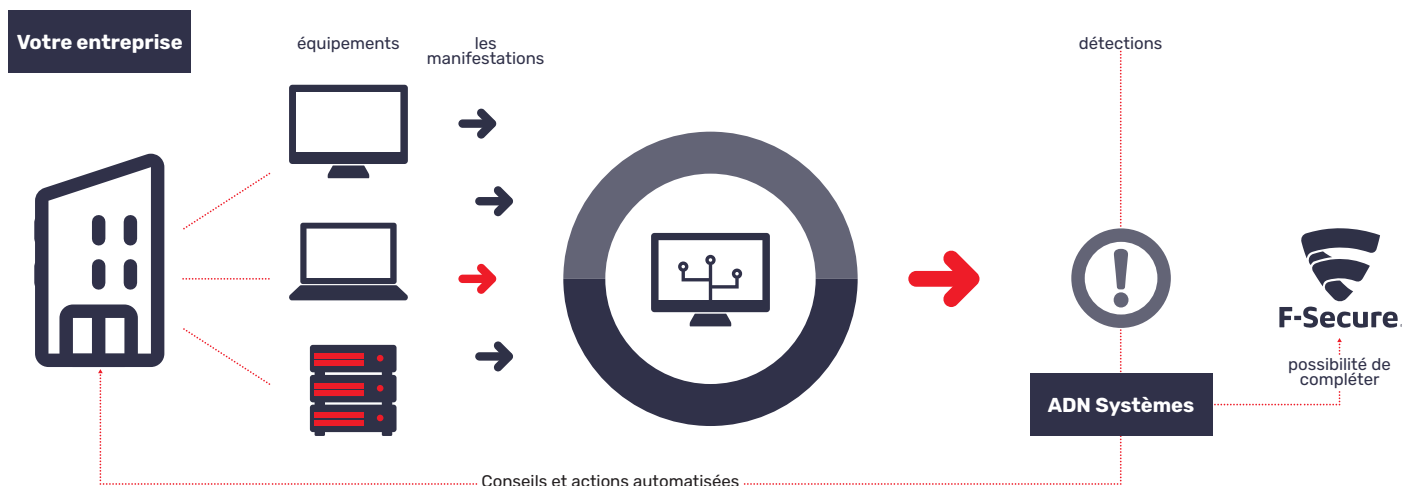 Votre entreprise
équipements
les
manifestations
détections
F-Secure.
possibilité de
compléter
ADN Systèmes
Conseils et actions automatisées